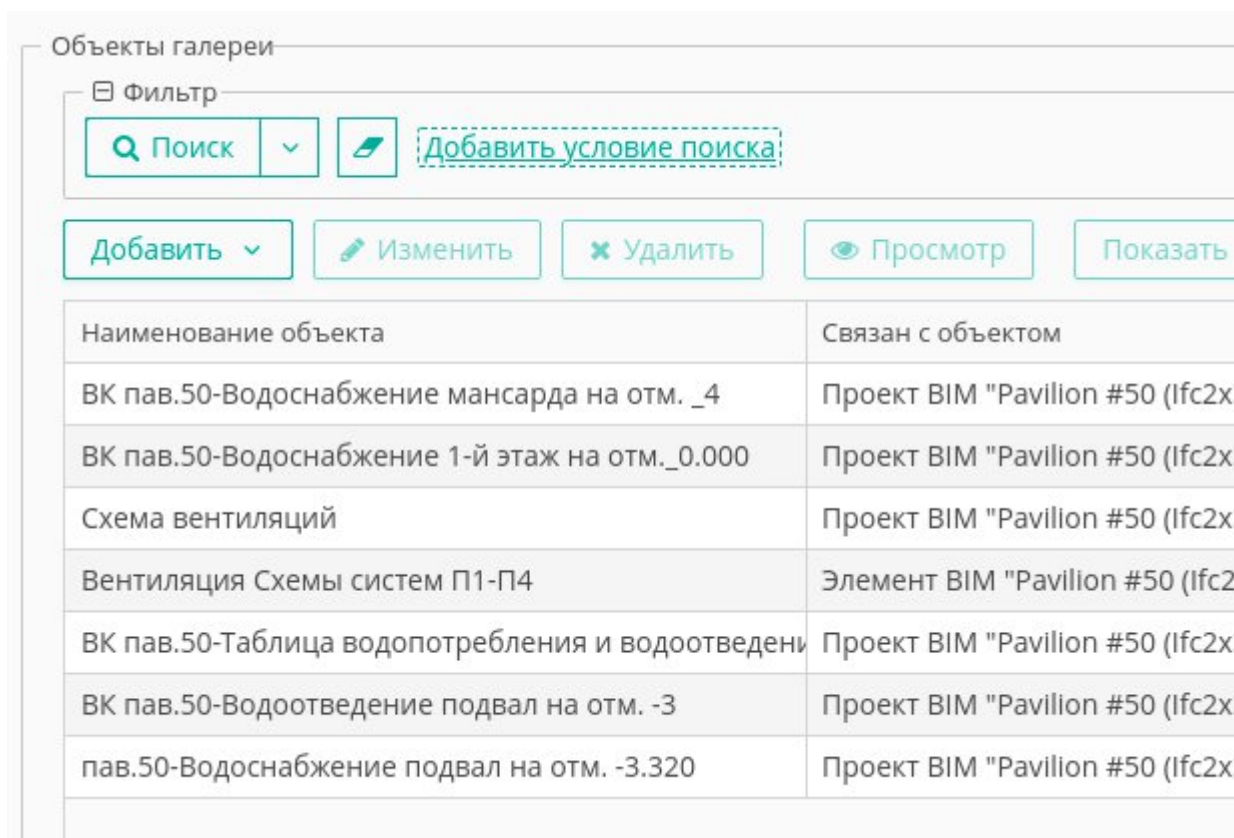 Объекты галереи
Фильтр
Поиск Добавить условие поиска
Добавить Изменить Удалить Просмотр Показать
Наименование объекта Связан с объектом
ВК пав.50-Водоснабжение мансарда на отм. _4 Проект BIM "Pavilion #50 (Ifc2x
ВК пав.50-Водоснабжение 1-й этаж на отм._0.000 Проект BIM "Pavilion #50 (Ifc2x
Схема вентиляций Проект BIM "Pavilion #50 (Ifc2x
Вентиляция Схемы систем П1-П4 Элемент BIM "Pavilion #50 (Ifc2
ВК пав.50-Таблица водопотребления и водоотведени Проект BIM "Pavilion #50 (Ifc2x
ВК пав.50-Водоотведение подвал на отм. -3 Проект BIM "Pavilion #50 (Ifc2x
пав.50-Водоснабжение подвал на отм. -3.320 Проект BIM "Pavilion #50 (Ifc2x